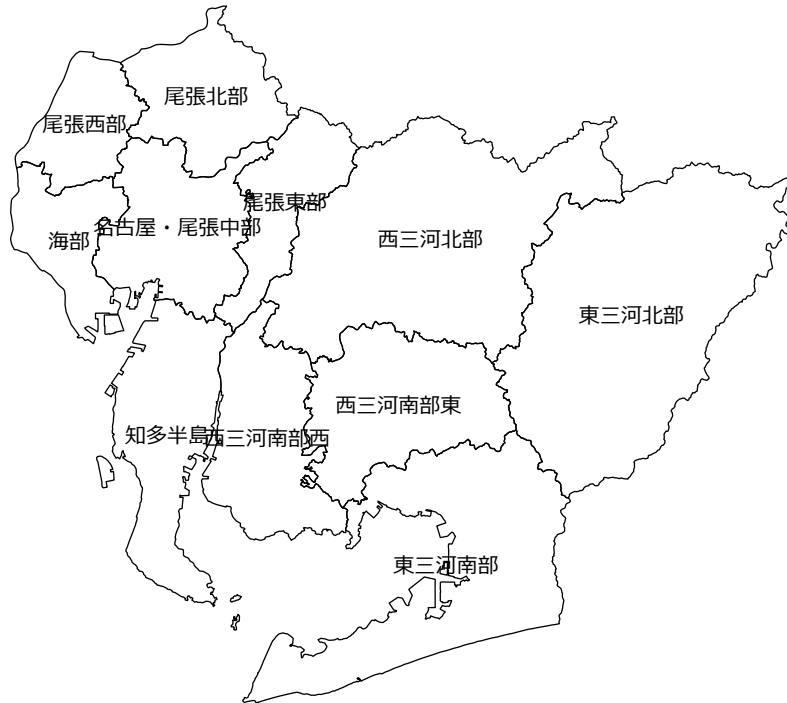 尾張北部
尾張西部
尾張東部
名古屋・尾張中部
海部
西三河北部
東三河北部
西三河南部東
知多半島
西三河南部西
東三河南部